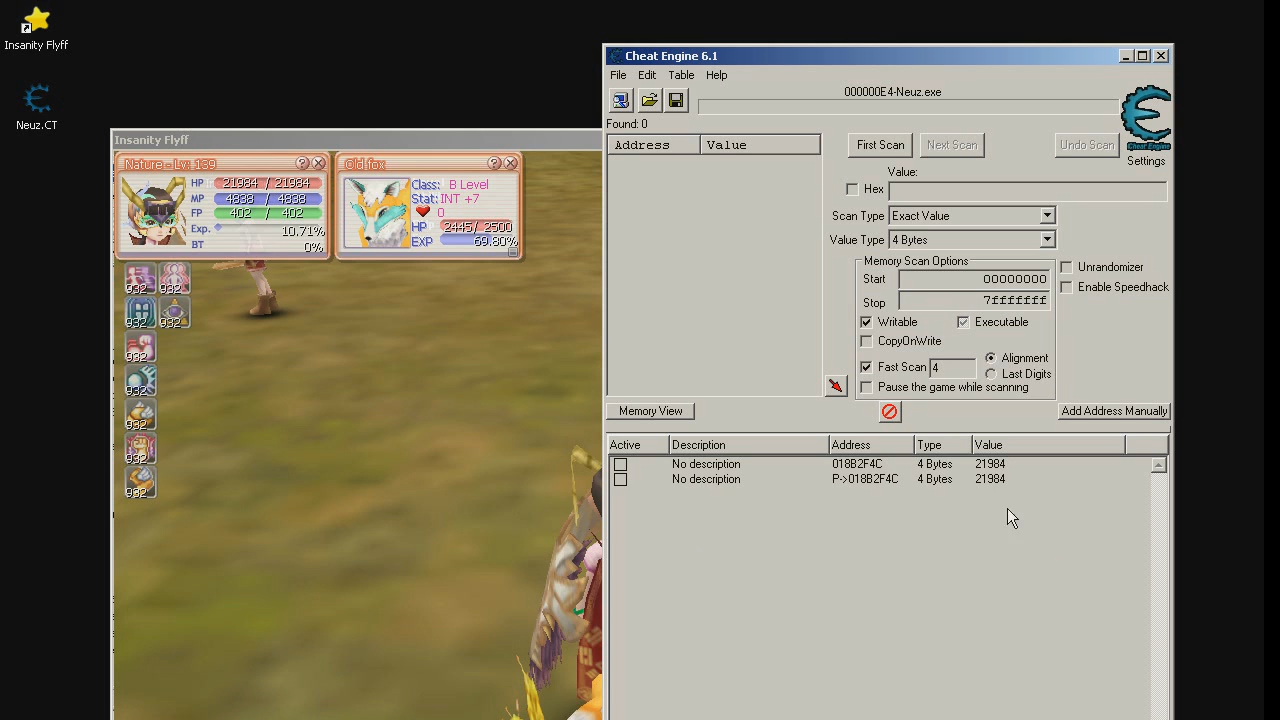 Insanity Flyff
Neuz.CT
Insanity Flyff
Nature - Lv. 139
HP 21984 / 21984
MP 4838 / 4838
FP 402 / 402
Exp. 10,71%
BT 0%
Old fox
Class: B Level
Stat: INT +7
0
HP 2445/ 2500
EXP 69.80%
932 932
932 932
932
932
932
932
932
Cheat Engine 6.1
File Edit Table Help
000000E4-Neuz.exe
Found: 0
Address Value
First Scan Next Scan Undo Scan
Cheat Engine
Settings
Value:
Hex
Scan Type Exact Value
Value Type 4 Bytes
Memory Scan Options
Start 00000000
Stop 7fffffff
Writable Executable
CopyOnWrite
Fast Scan 4 Alignment
Last Digits
Pause the game while scanning
Unrandomizer
Enable Speedhack
Memory View Add Address Manually
Active Description Address Type Value
No description 018B2F4C 4 Bytes 21984
No description P->018B2F4C 4 Bytes 21984